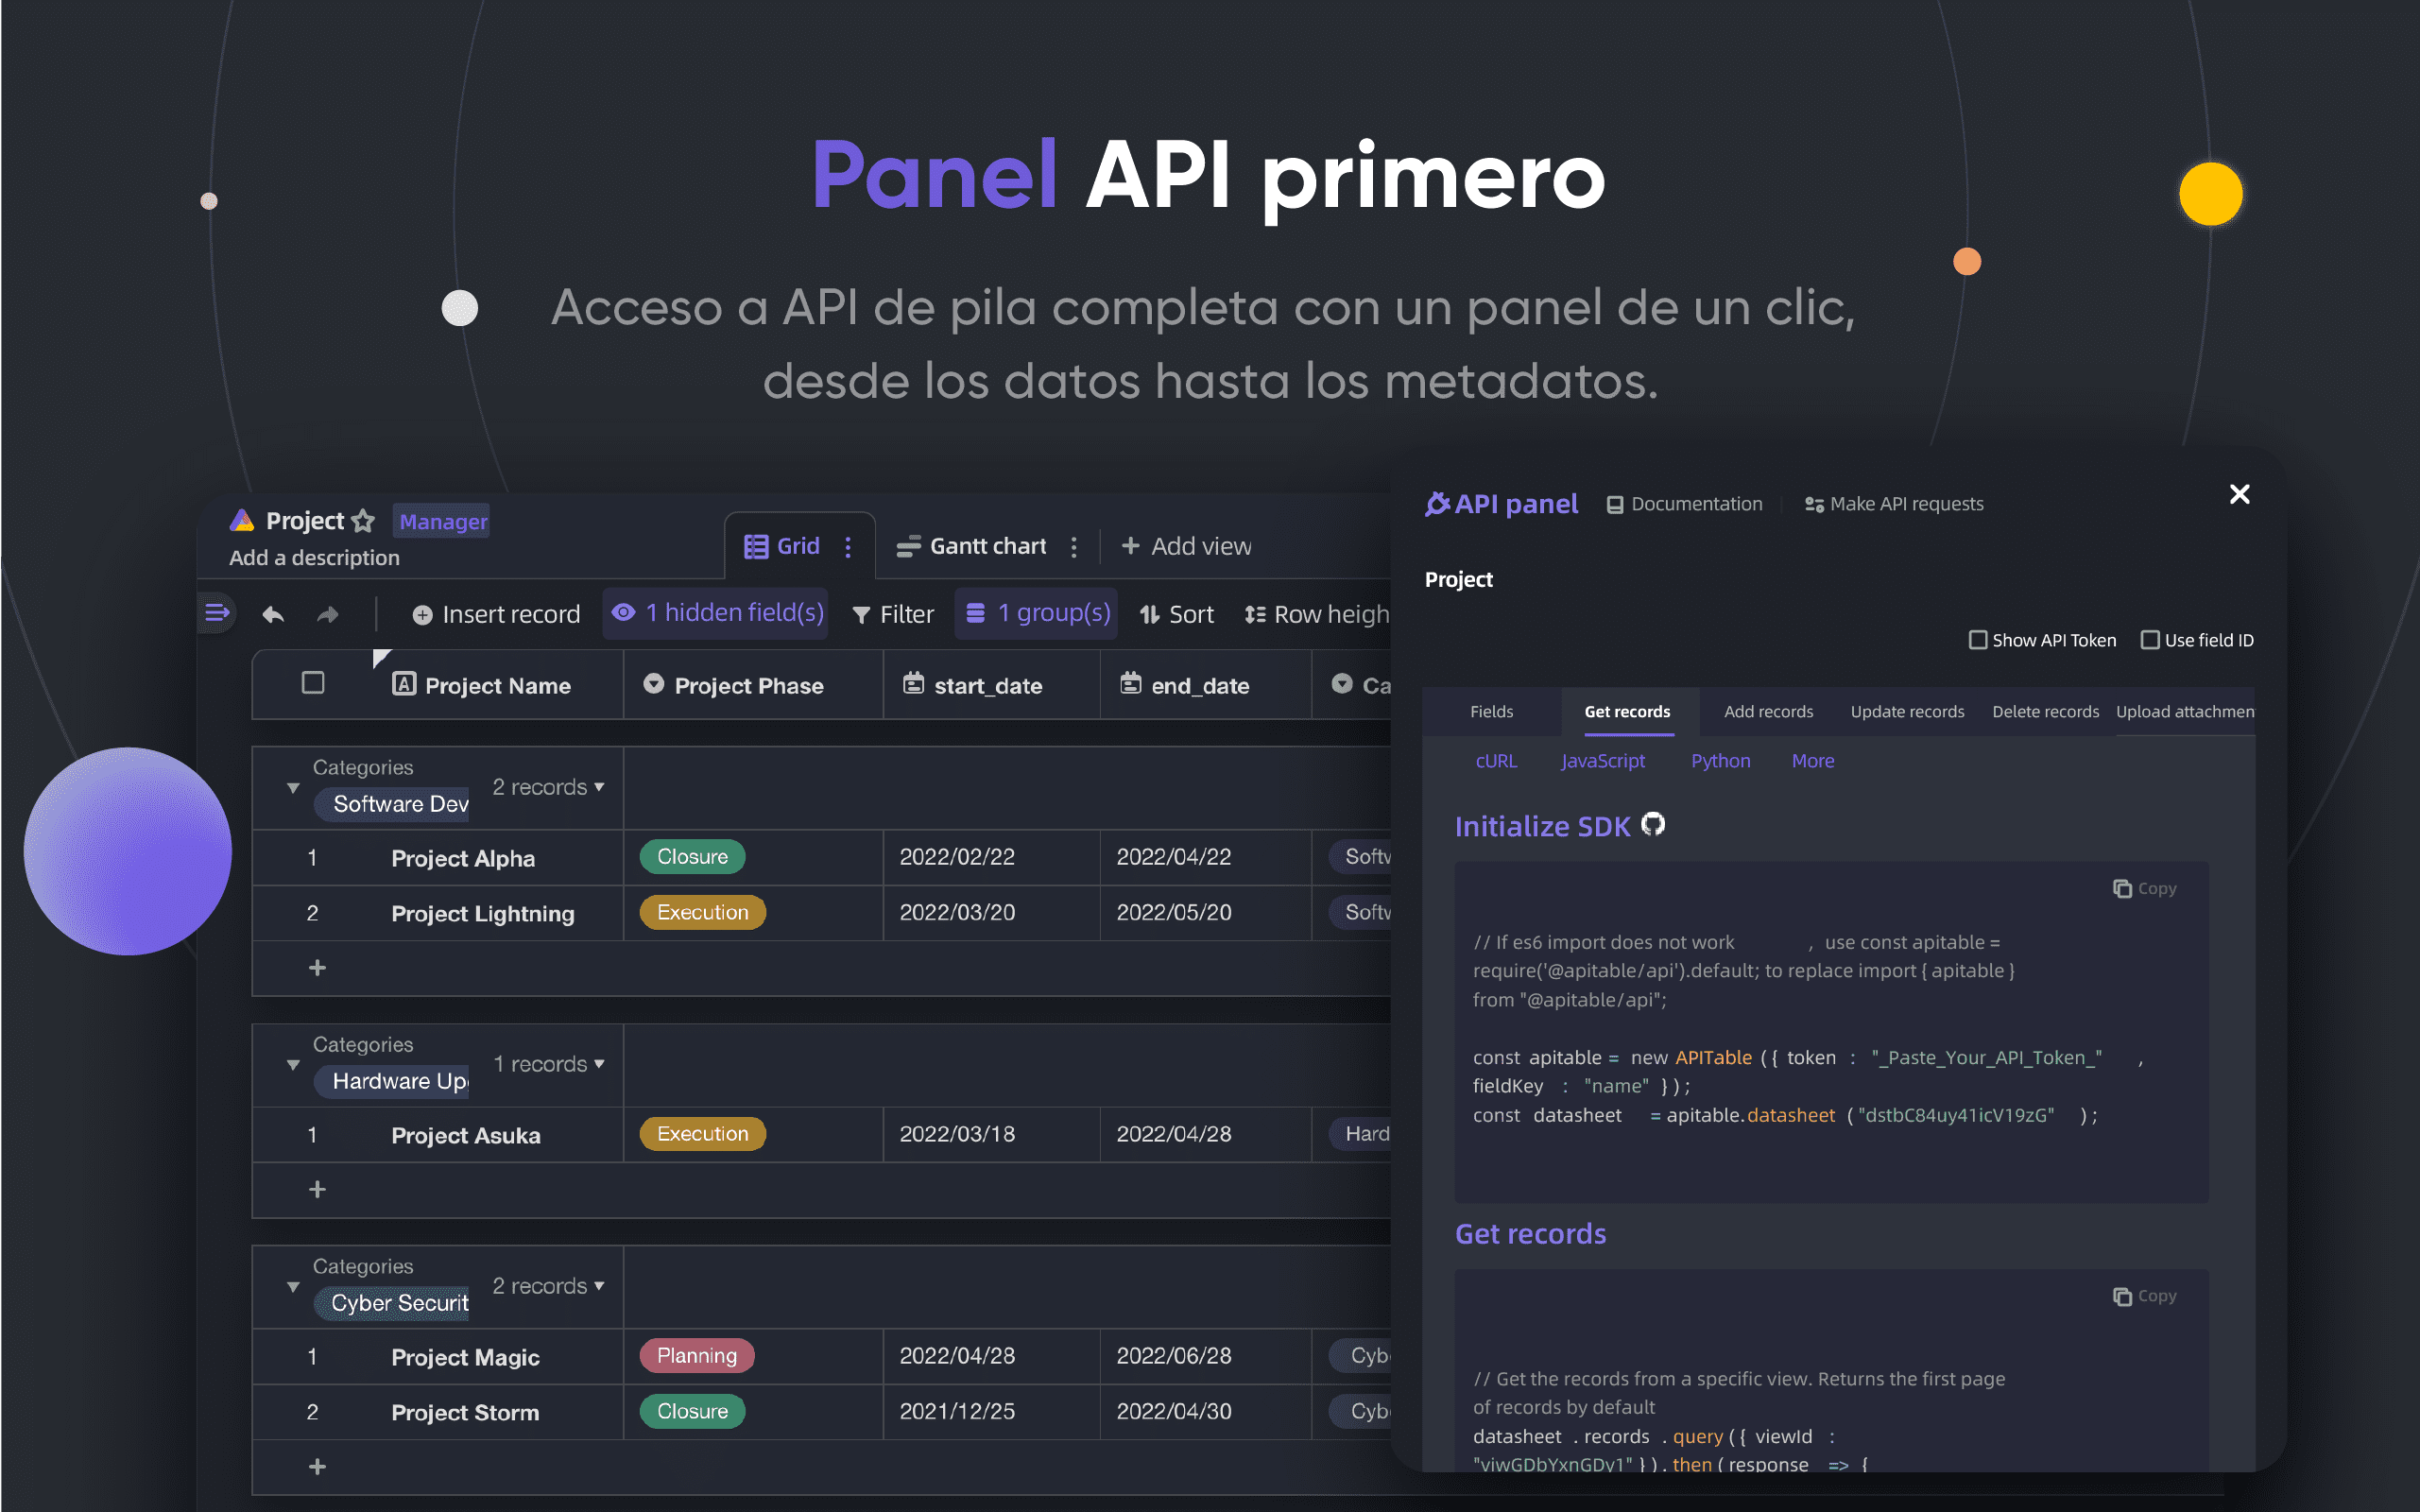 Panel API primero
Acceso a API de pila completa con un panel de un clic,
desde los datos hasta los metadatos.
Project Manager
Add a description
Grid Gantt chart + Add view
Insert record 1 hidden field(s) Filter 1 group(s) Sort Row heigh
Project Name Project Phase start_date end_date Ca
Categories
Software Dev 2 records
1 Project Alpha Closure 2022/02/22 2022/04/22 Softw
2 Project Lightning Execution 2022/03/20 2022/05/20 Softw
+
Categories
Hardware Up 1 records
1 Project Asuka Execution 2022/03/18 2022/04/28 Hard
+
Categories
Cyber Securit 2 records
1 Project Magic Planning 2022/04/28 2022/06/28 Cybe
2 Project Storm Closure 2021/12/25 2022/04/30 Cybe
+
API panel Documentation Make API requests
Project
Show API Token Use field ID
Fields Get records Add records Update records Delete records Upload attachmen
cURL JavaScript Python More
Initialize SDK
Copy
// If es6 import does not work , use const apitable =
require('@apitable/api').default; to replace import { apitable }
from "@apitable/api";
const apitable = new APITable ({ token : "_Paste_Your_API_Token_" ,
fieldKey : "name" });
const datasheet = apitable.datasheet ("dstbC84uy41icV19zG" );
Get records
Copy
// Get the records from a specific view. Returns the first page
of records by default
datasheet . records . query ({ viewId :
"viwGDbYxnGDy1" }) . then ( response => {